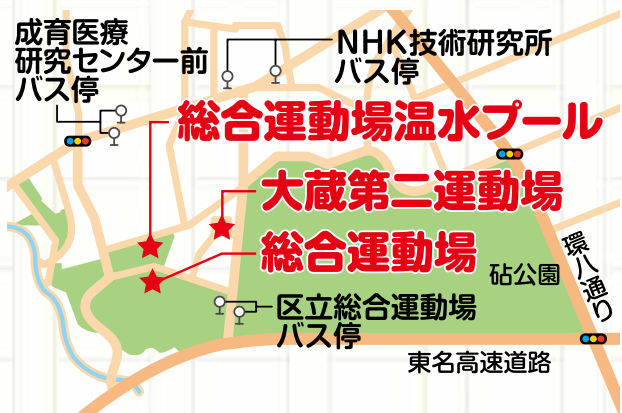 成育医療
研究センター前
バス停
NHK技術研究所
バス停
総合運動場温水プール
大蔵第二運動場
総合運動場
砧公園
環八通り
区立総合運動場
バス停
東名高速道路